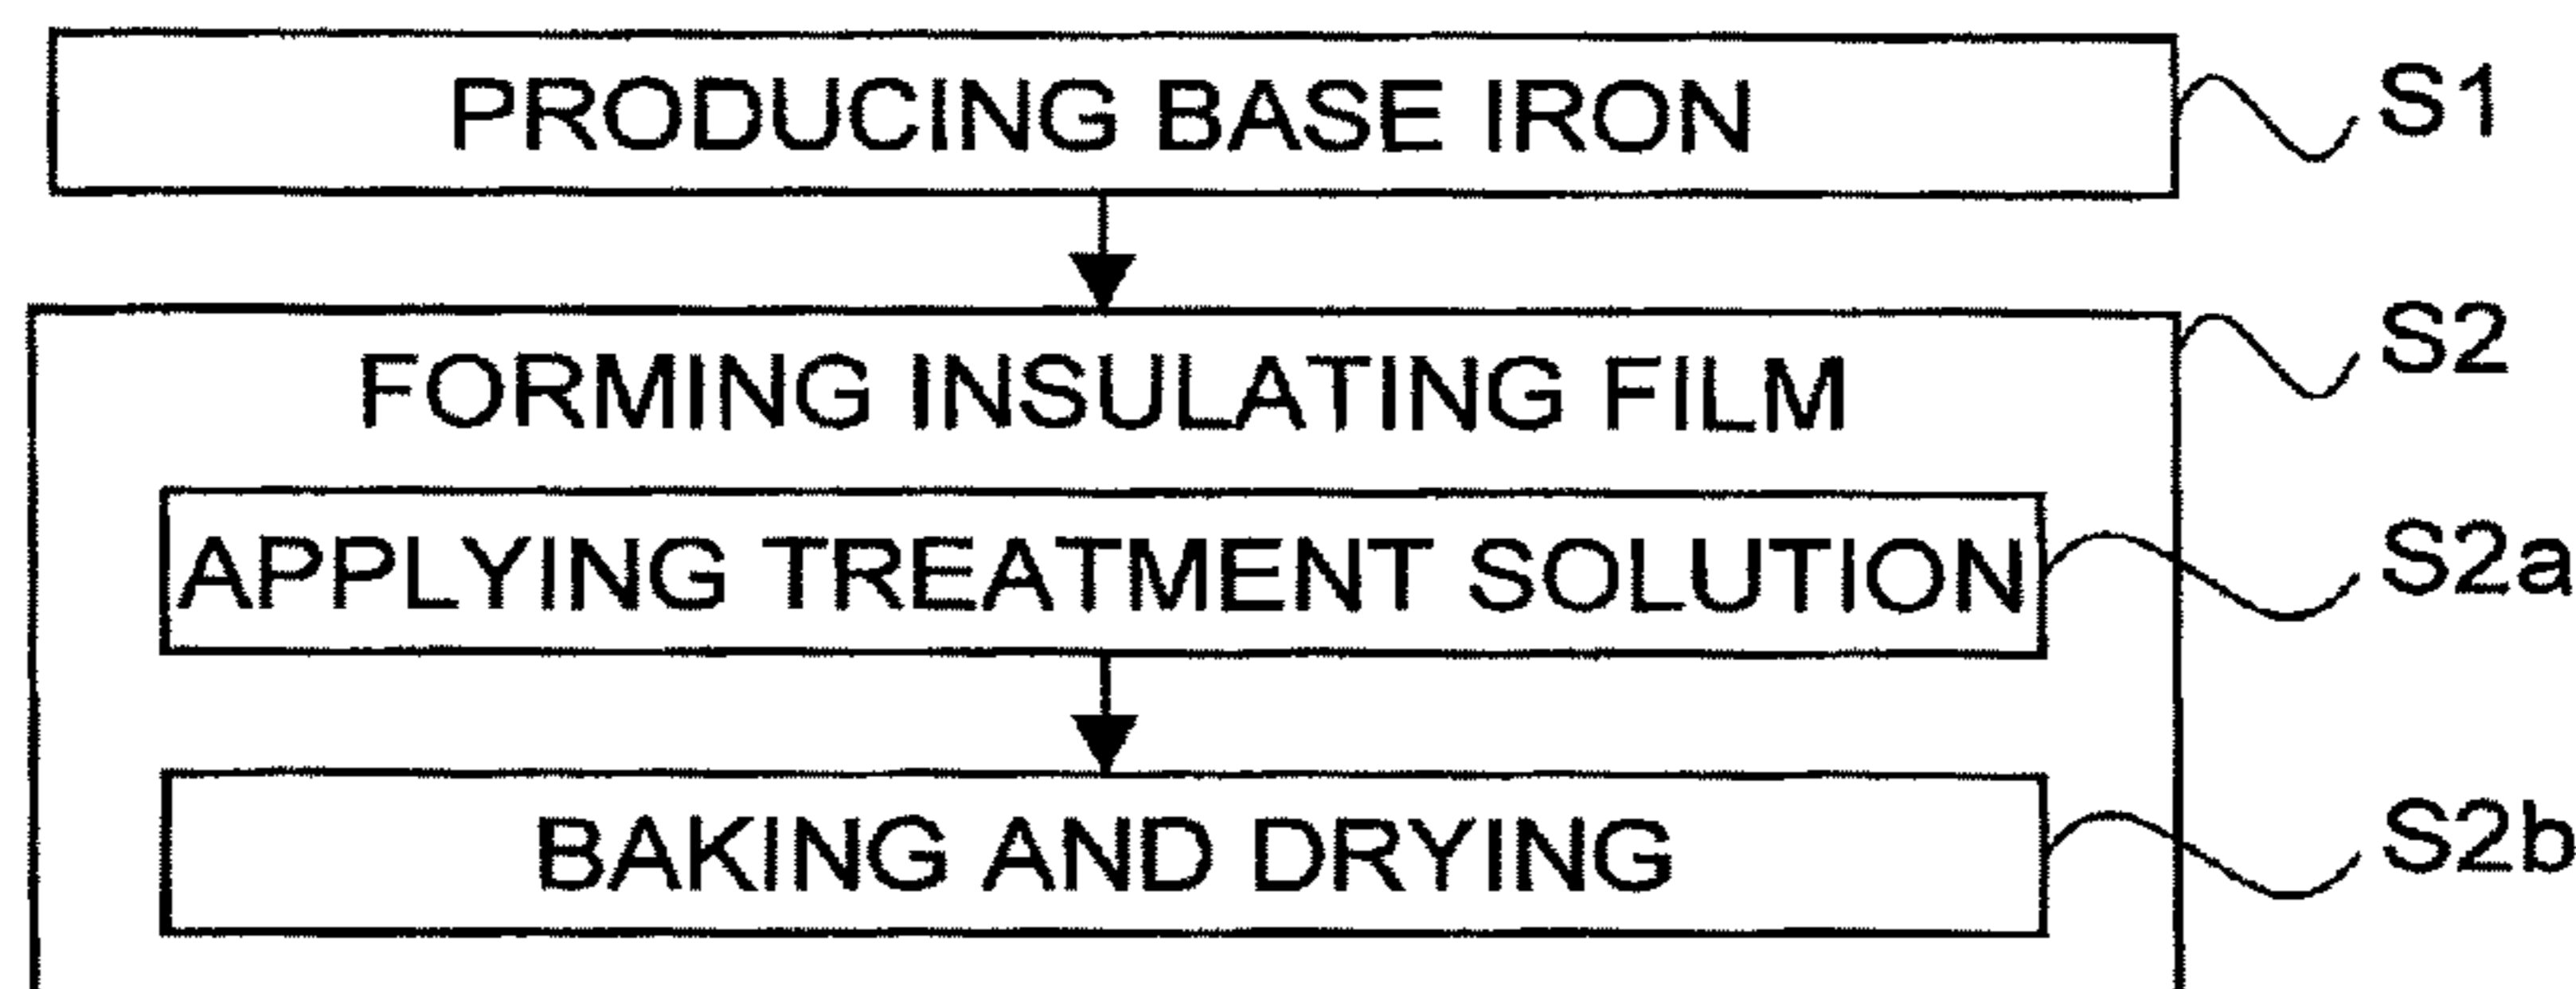 PRODUCING BASE IRON S1
FORMING INSULATING FILM S2
APPLYING TREATMENT SOLUTION S2a
BAKING AND DRYING S2b